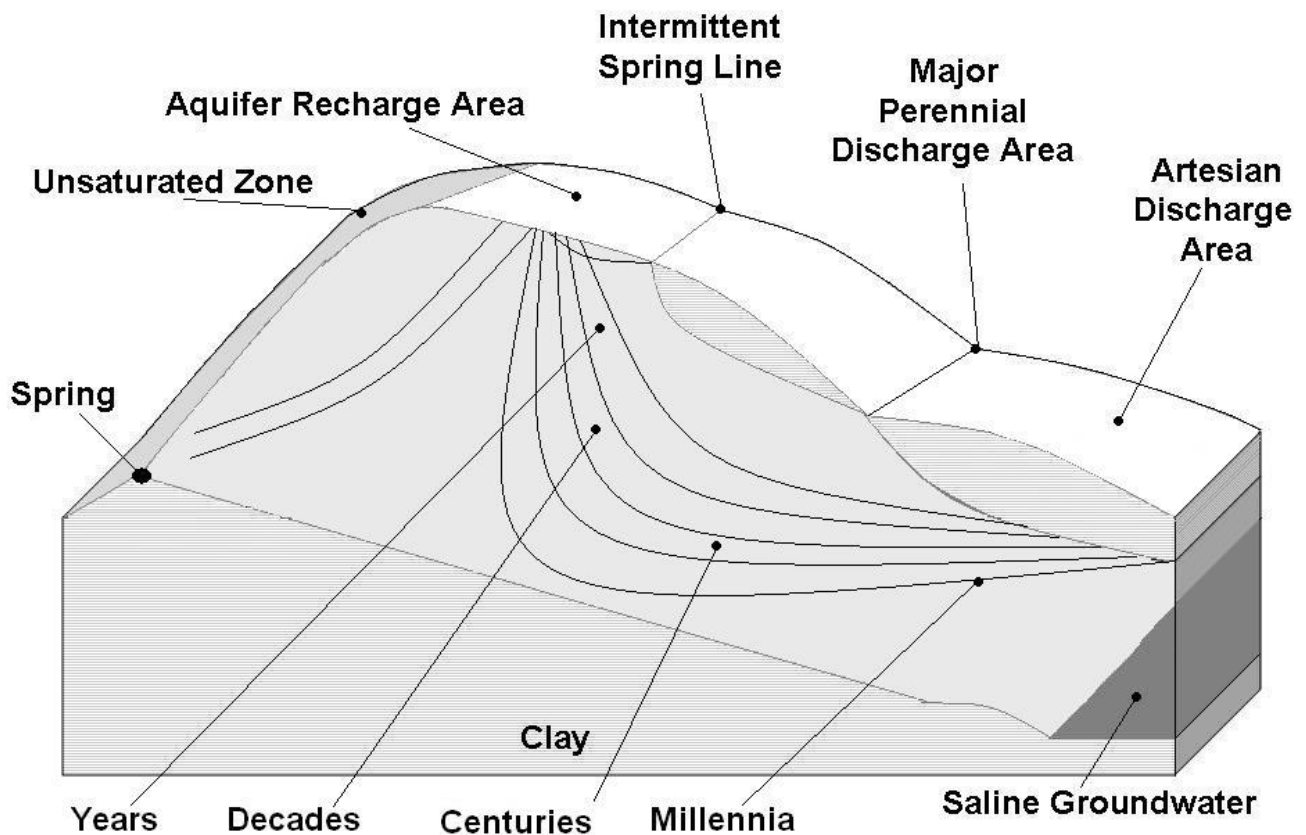 Intermittent
Spring Line
Major
Perennial
Discharge Area
Aquifer Recharge Area
Artesian
Discharge
Area
Unsaturated Zone
Spring
Clay
Years
Decades
Centuries
Millennia
Saline Groundwater